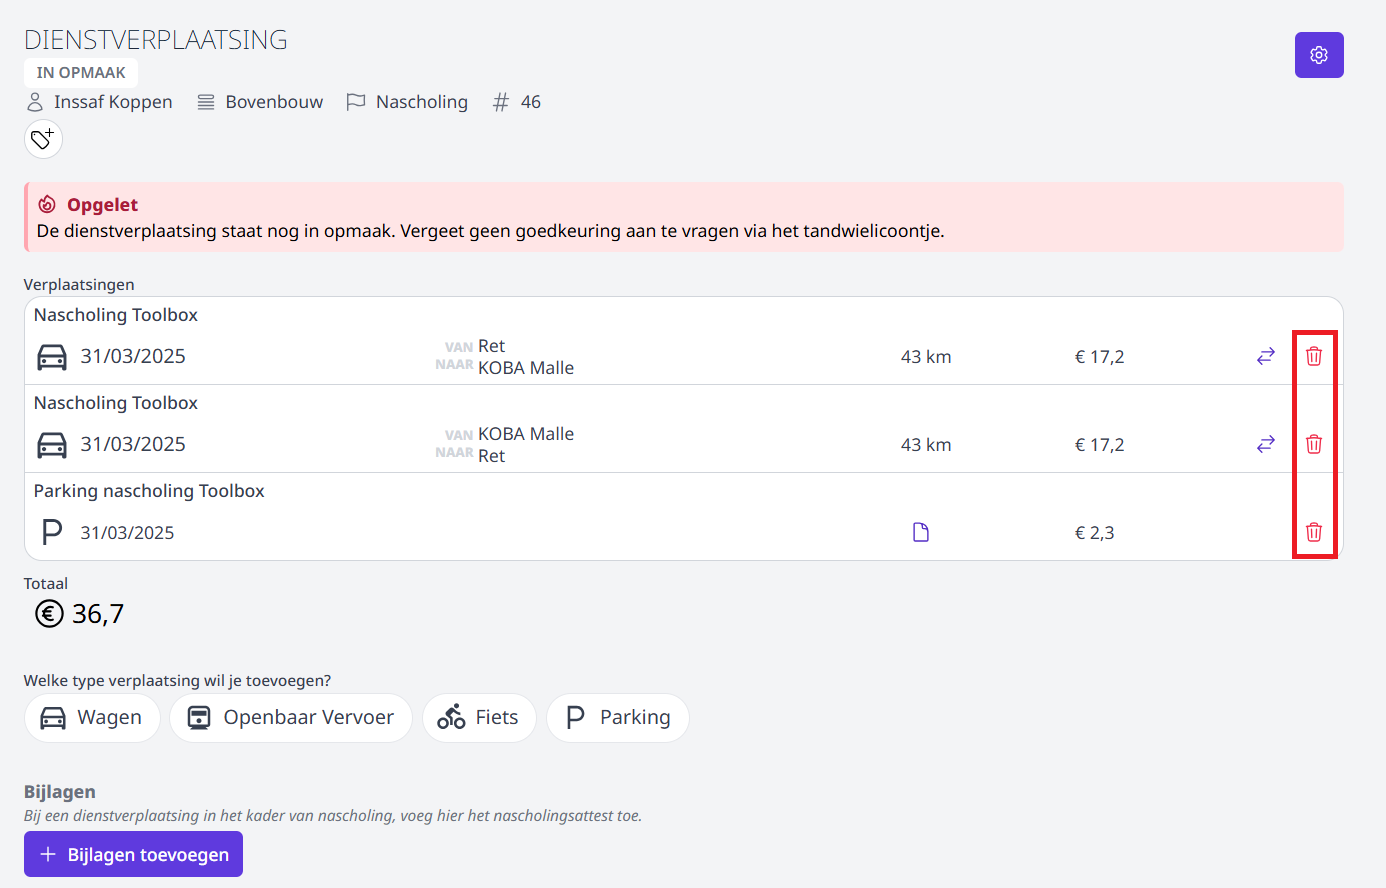 DIENSTVERPLAATSING
IN OPMAAK
Inssaf Koppen Bovenbouw Nascholing # 46
Opgelet
De dienstverplaatsing staat nog in opmaak. Vergeet geen goedkeuring aan te vragen via het tandwielicoontje.
Verplaatsingen
Nascholing Toolbox
31/03/2025 VAN Ret 43 km € 17,2
NAAR KOBA Malle
Nascholing Toolbox
31/03/2025 VAN KOBA Malle 43 km € 17,2
NAAR Ret
Parking nascholing Toolbox
P 31/03/2025 € 2,3
Totaal
€ 36,7
Welke type verplaatsing wil je toevoegen?
Wagen Openbaar Vervoer Fiets P Parking
Bijlagen
Bij een dienstverplaatsing in het kader van nascholing, voeg hier het nascholingsattest toe.
+ Bijlagen toevoegen